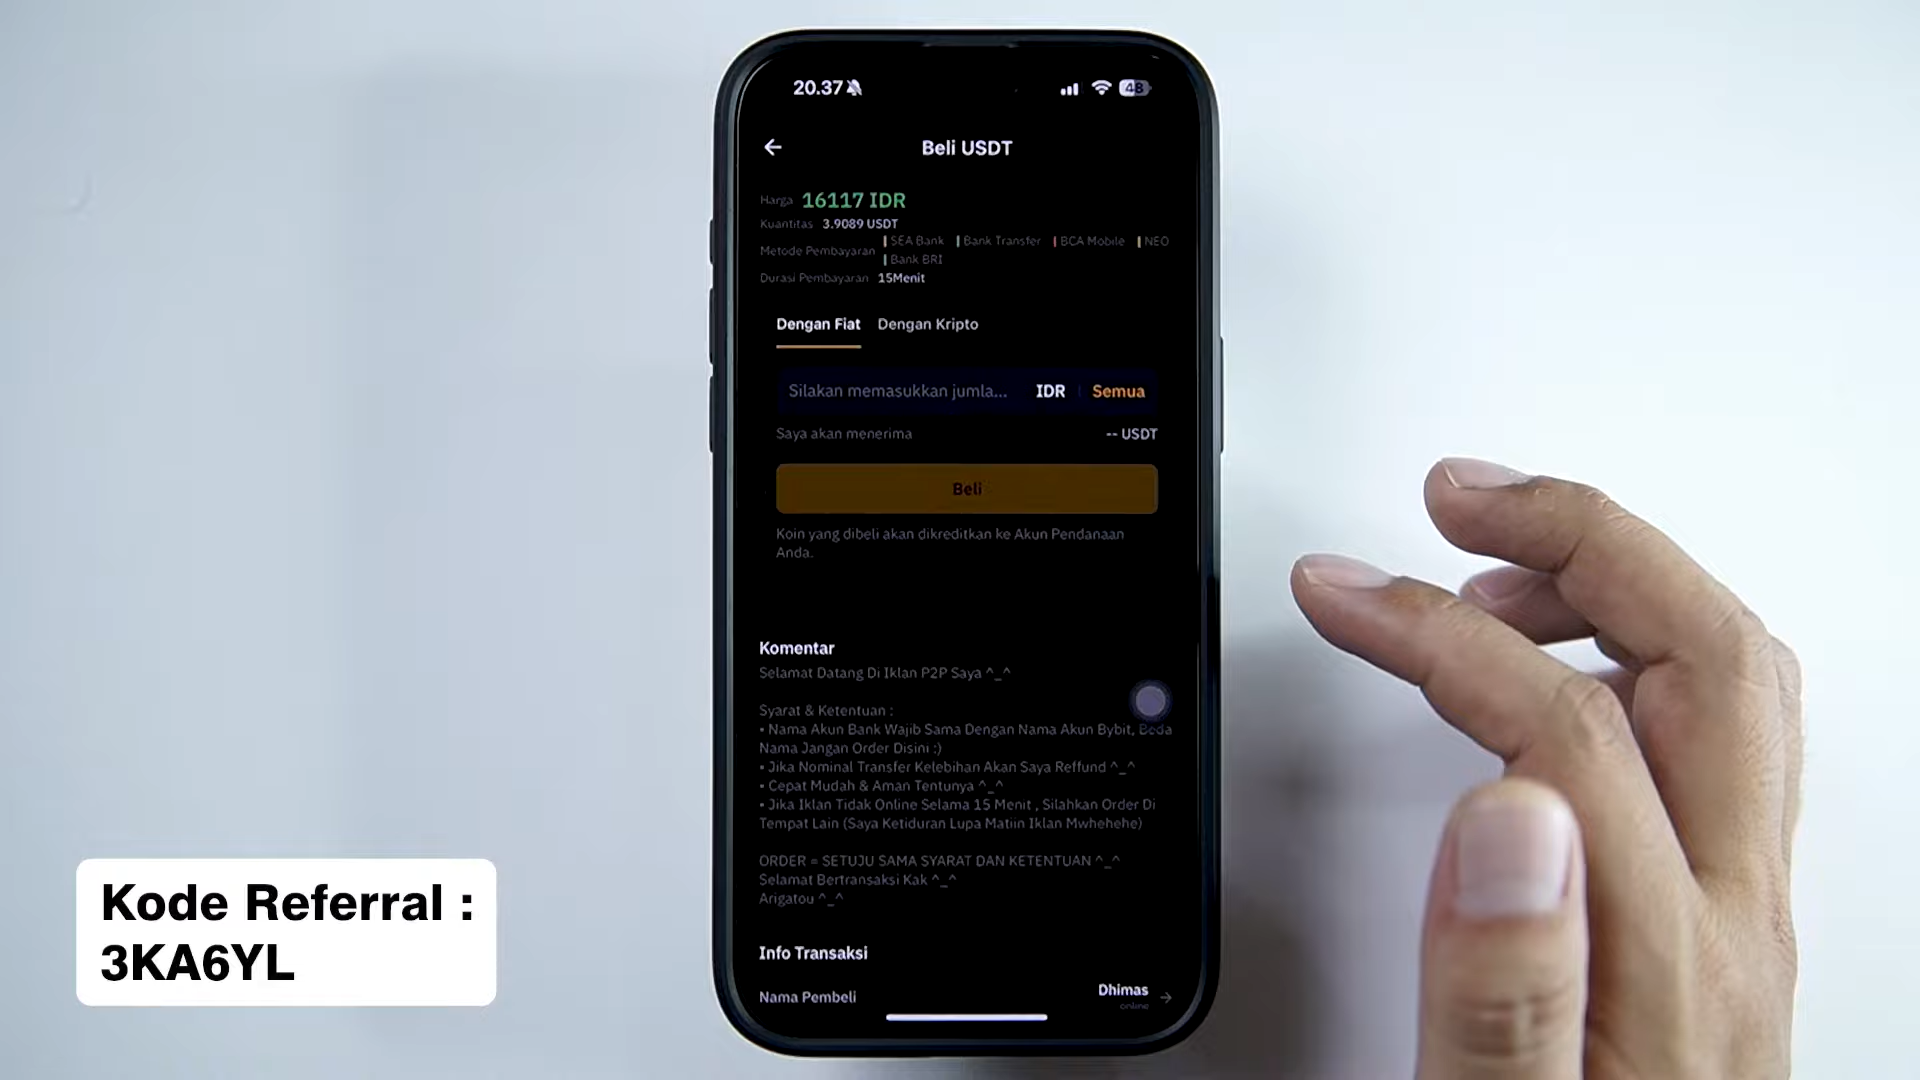 20.37
48
Beli USDT
Harga 16117 IDR
Kuantitas 3.9089 USDT
Metode Pembayaran SEA Bank Bank Transfer BCA Mobile NEO
Bank BRI
Durasi Pembayaran 15Menit
Dengan Fiat Dengan Kripto
Silakan memasukkan jumla... IDR Semua
Saya akan menerima -- USDT
Beli
Koin yang dibeli akan dikreditkan ke Akun Pendanaan
Anda.
Komentar
Selamat Datang Di Iklan P2P Saya ^_^
Syarat & Ketentuan :
• Nama Akun Bank Wajib Sama Dengan Nama Akun Bybit, Beda
Nama Jangan Order Disini :)
• Jika Nominal Transfer Kelebihan Akan Saya Reffund ^_^
• Cepat Mudah & Aman Tentunya ^_^
• Jika Iklan Tidak Online Selama 15 Menit , Silahkan Order Di
Tempat Lain (Saya Ketiduran Lupa Matiin Iklan Mwhehehe)
ORDER = SETUJU SAMA SYARAT DAN KETENTUAN ^_^
Selamat Bertransaksi Kak ^_^
Arigatou ^_^
Info Transaksi
Nama Pembeli Dhimas
online
Kode Referral :
3KA6YL